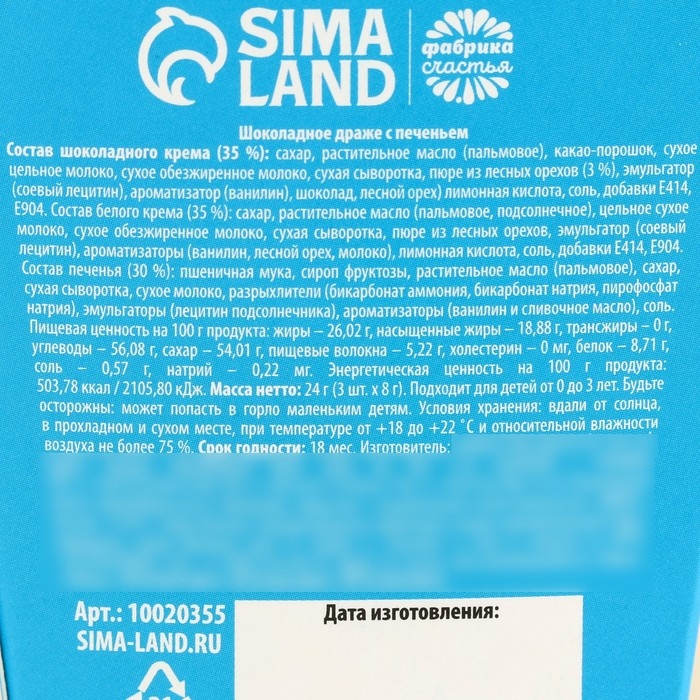 SIMA
LAND
фабрика
счастья
Шоколадное драже с печеньем
Состав шоколадного крема (35 %): сахар, растительное масло (пальмовое), какао-порошок, сухое
цельное молоко, сухое обезжиренное молоко, сухая сыворотка, пюре из лесных орехов (3 %), эмульгатор
(соевый лецитин), ароматизатор (ванилин), шоколад, лесной орех) лимонная кислота, соль, добавки Е414,
Е904. Состав белого крема (35 %): сахар, растительное масло (пальмовое, подсолнечное), цельное сухое
молоко, сухое обезжиренное молоко, сухая сыворотка, пюре из лесных орехов, эмульгатор (соевый
лецитин), ароматизаторы (ванилин, лесной орех, молоко), лимонная кислота, соль, добавки Е414, Е904.
Состав печенья (30 %): пшеничная мука, сироп фруктозы, растительное масло (пальмовое), сахар,
сухая сыворотка, сухое молоко, разрыхлители (бикарбонат аммония, бикарбонат натрия, пирофосфат
натрия), эмульгаторы (лецитин подсолнечника), ароматизаторы (ванилин и сливочное масло), соль.
Пищевая ценность на 100 г продукта: жиры – 26,02 г, насыщенные жиры – 18,88 г, трансжиры – 0 г,
углеводы – 56,08 г, сахар – 54,01 г, пищевые волокна – 5,22 г, холестерин – 0 мг, белок – 8,71 г,
соль – 0,57 г, натрий – 0,22 мг. Энергетическая ценность на 100 г продукта:
503,78 ккал / 2105,80 кДж. Масса нетто: 24 г (3 шт. х 8 г). Подходит для детей от 0 до 3 лет. Будьте
осторожны: может попасть в горло маленьким детям. Условия хранения: вдали от солнца,
в прохладном и сухом месте, при температуре от +18 до +22 ˚С и относительной влажности
воздуха не более 75 %. Срок годности: 18 мес. Изготовитель:
Арт.: 10020355
SIMA-LAND.RU
Дата изготовления: